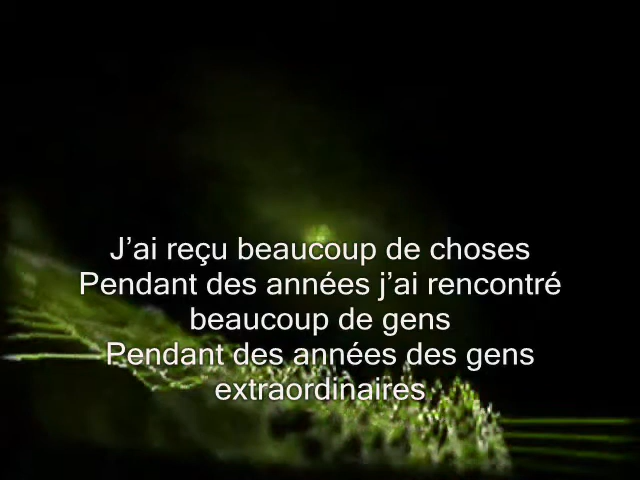 J’ai reçu beaucoup de choses
Pendant des années j’ai rencontré
beaucoup de gens
Pendant des années des gens
extraordinaires